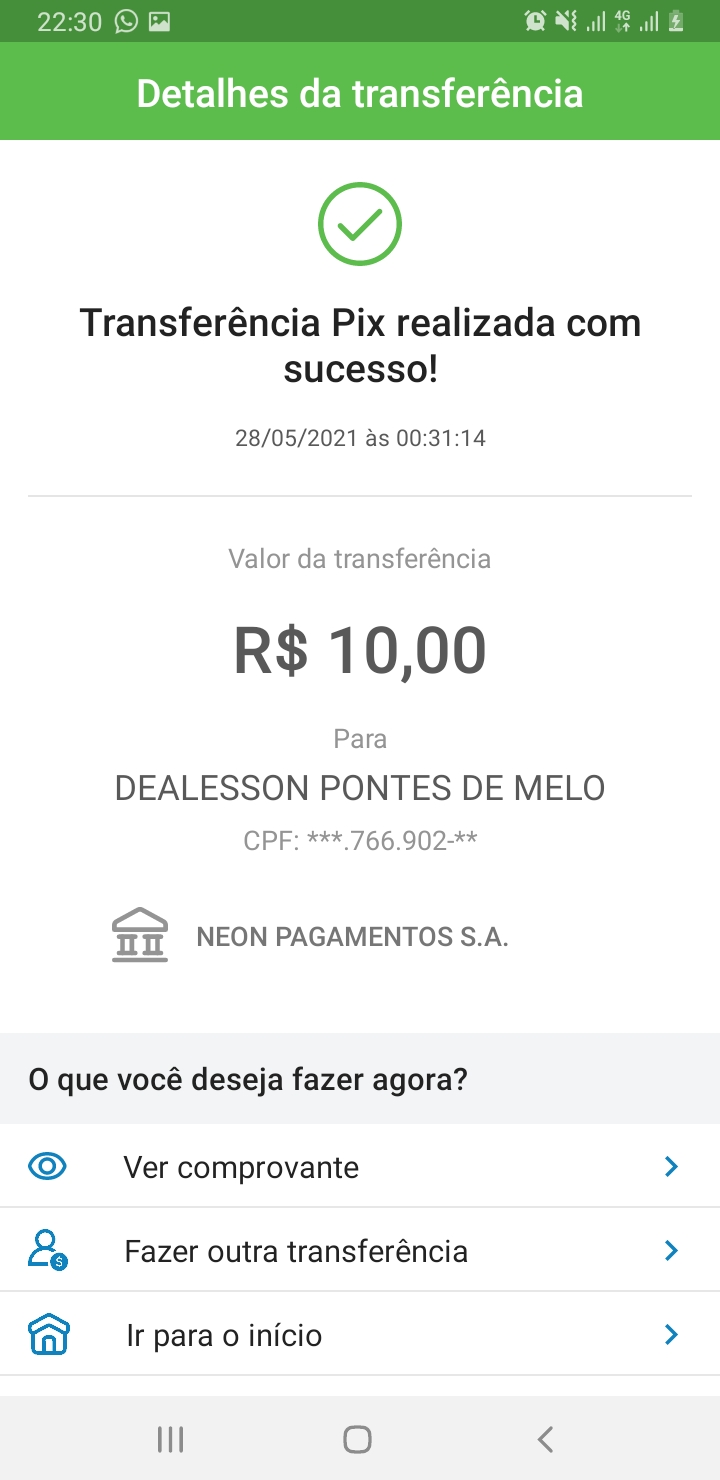 22:30
4G
Detalhes da transferência
Transferência Pix realizada com
sucesso!
28/05/2021 às 00:31:14
Valor da transferência
R$ 10,00
Para
DEALESSON PONTES DE MELO
CPF: ***.766.902-**
NEON PAGAMENTOS S.A.
O que você deseja fazer agora?
Ver comprovante
$
Fazer outra transferência
Ir para o início